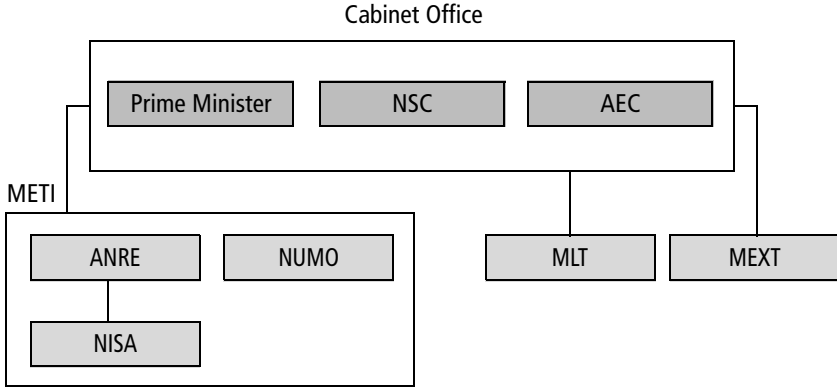 Cabinet Office
Prime Minister
NSC
AEC
METI
ANRE
NUMO
MLT
MEXT
NISA